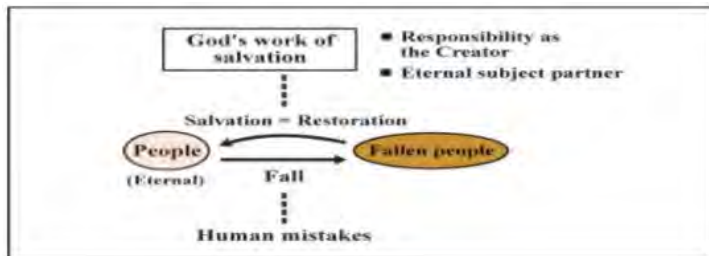 God's work of
salvation
▪ Responsibility as
the Creator
▪ Eternal subject partner
Salvation = Restoration
People
(Eternal)
Fallen people
Fall
Human mistakes